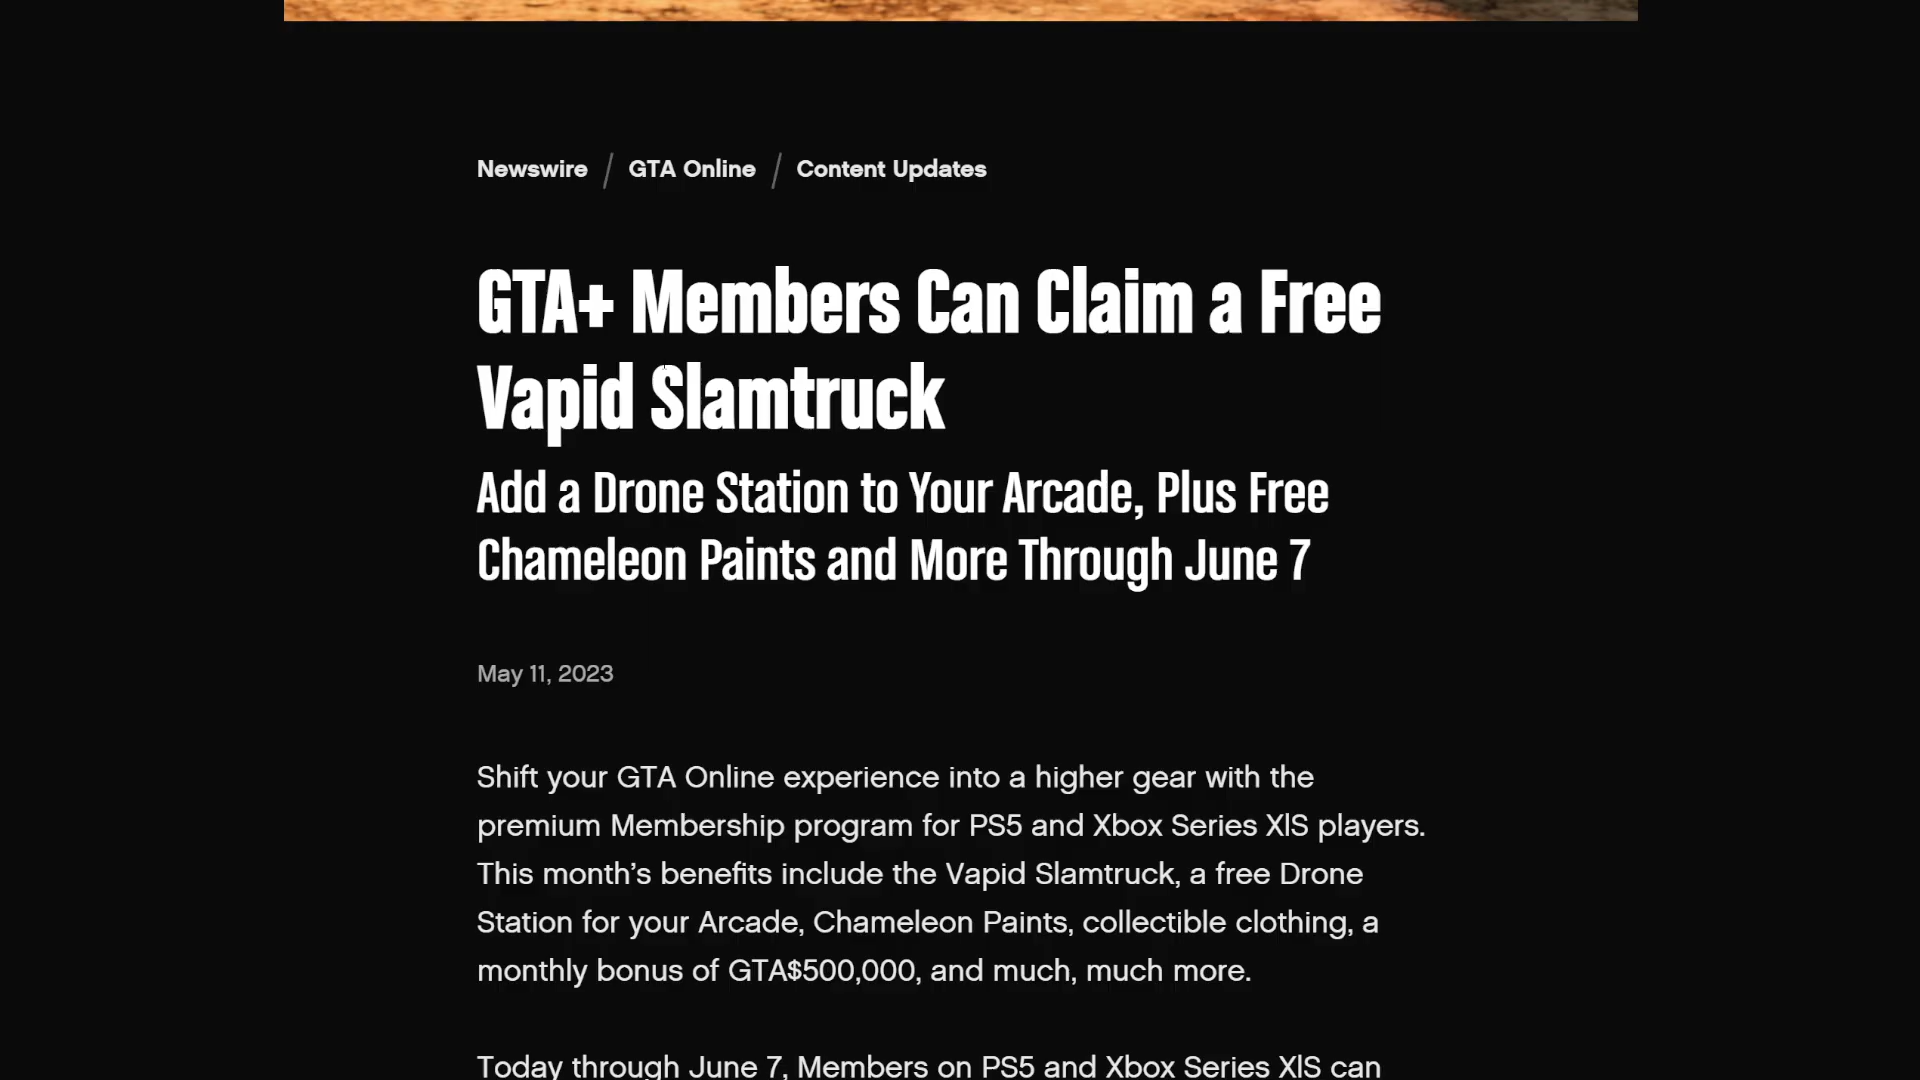 Newswire / GTA Online / Content Updates
GTA+ Members Can Claim a Free
Vapid Slamtruck
Add a Drone Station to Your Arcade, Plus Free
Chameleon Paints and More Through June 7
May 11, 2023
Shift your GTA Online experience into a higher gear with the
premium Membership program for PS5 and Xbox Series X|S players.
This month’s benefits include the Vapid Slamtruck, a free Drone
Station for your Arcade, Chameleon Paints, collectible clothing, a
monthly bonus of GTA$500,000, and much, much more.
Today through June 7, Members on PS5 and Xbox Series X|S can